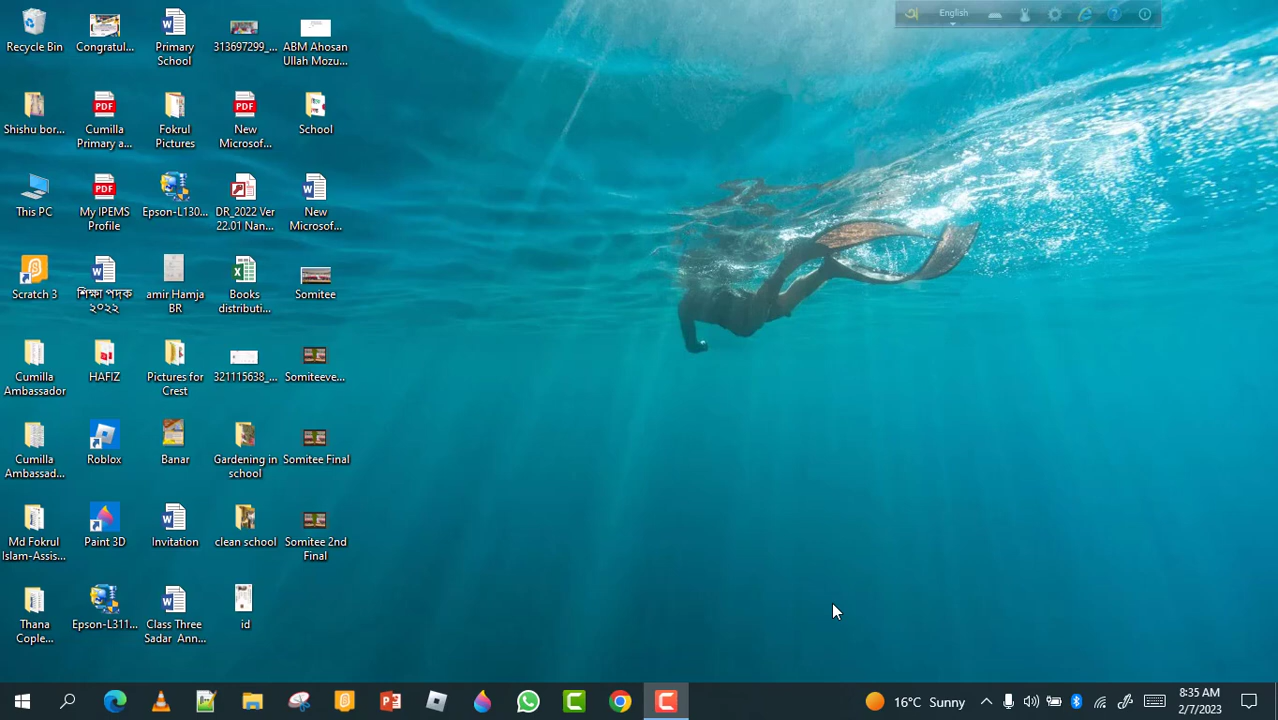 English
Recycle Bin
Congratul...
Primary
School
313697299_...
ABM Ahosan
Ullah Mozu...
Shishu bor...
Cumilla
Primary a...
Fokrul
Pictures
New
Microsof...
School
This PC
My IPEMS
Profile
Epson-L130...
DR_2022 Ver
22.01 Nan...
New
Microsof...
Scratch 3
শিক্ষা পদক
২০২২
amir Hamja
BR
Books
distributi...
Somitee
Cumilla
Ambassador
HAFIZ
Pictures for
Crest
321115638_...
Somiteeve...
Cumilla
Ambassad...
Roblox
Banar
Gardening in
school
Somitee Final
Md Fokrul
Islam-Assis...
Paint 3D
Invitation
clean school
Somitee 2nd
Final
Thana
Cople...
Epson-L311...
Class Three
Sadar Ann...
id
16°C Sunny
8:35 AM
2/7/2023